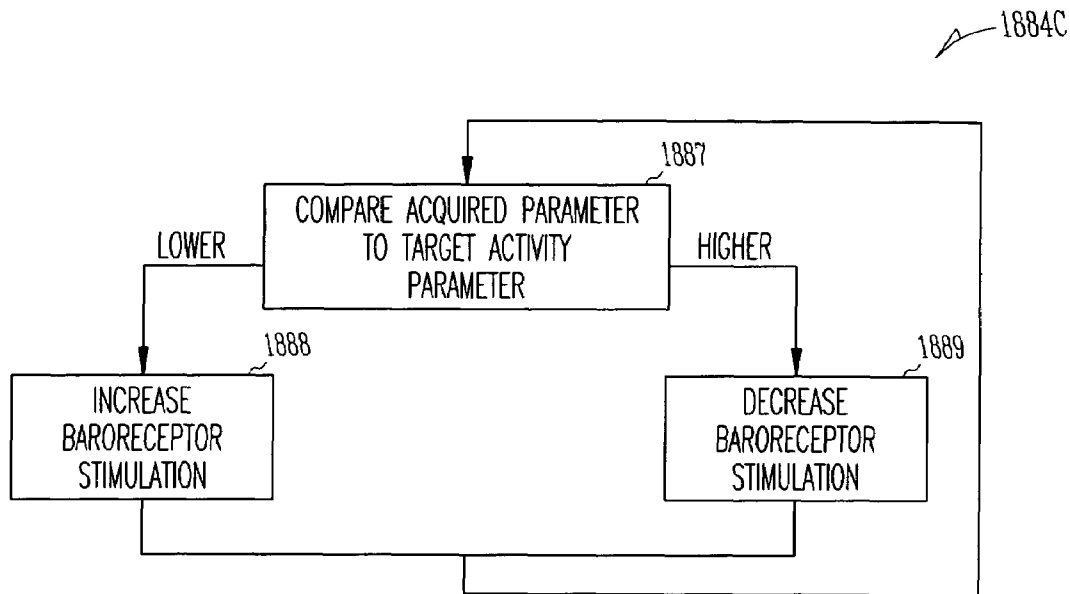 1884C
1887
COMPARE ACQUIRED PARAMETER
TO TARGET ACTIVITY
PARAMETER
LOWER
HIGHER
1888
INCREASE
BARORECEPTOR
STIMULATION
1889
DECREASE
BARORECEPTOR
STIMULATION